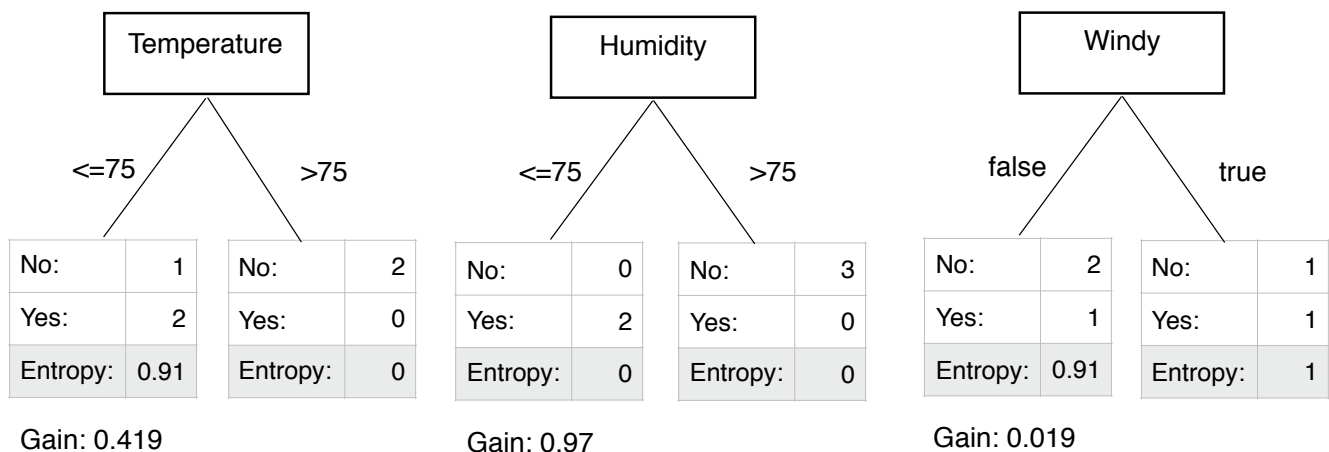 Temperature
<=75
>75
No: 1
Yes: 2
Entropy: 0.91
No: 2
Yes: 0
Entropy: 0
Gain: 0.419
Humidity
<=75
>75
No: 0
Yes: 2
Entropy: 0
No: 3
Yes: 0
Entropy: 0
Gain: 0.97
Windy
false
true
No: 2
Yes: 1
Entropy: 0.91
No: 1
Yes: 1
Entropy: 1
Gain: 0.019